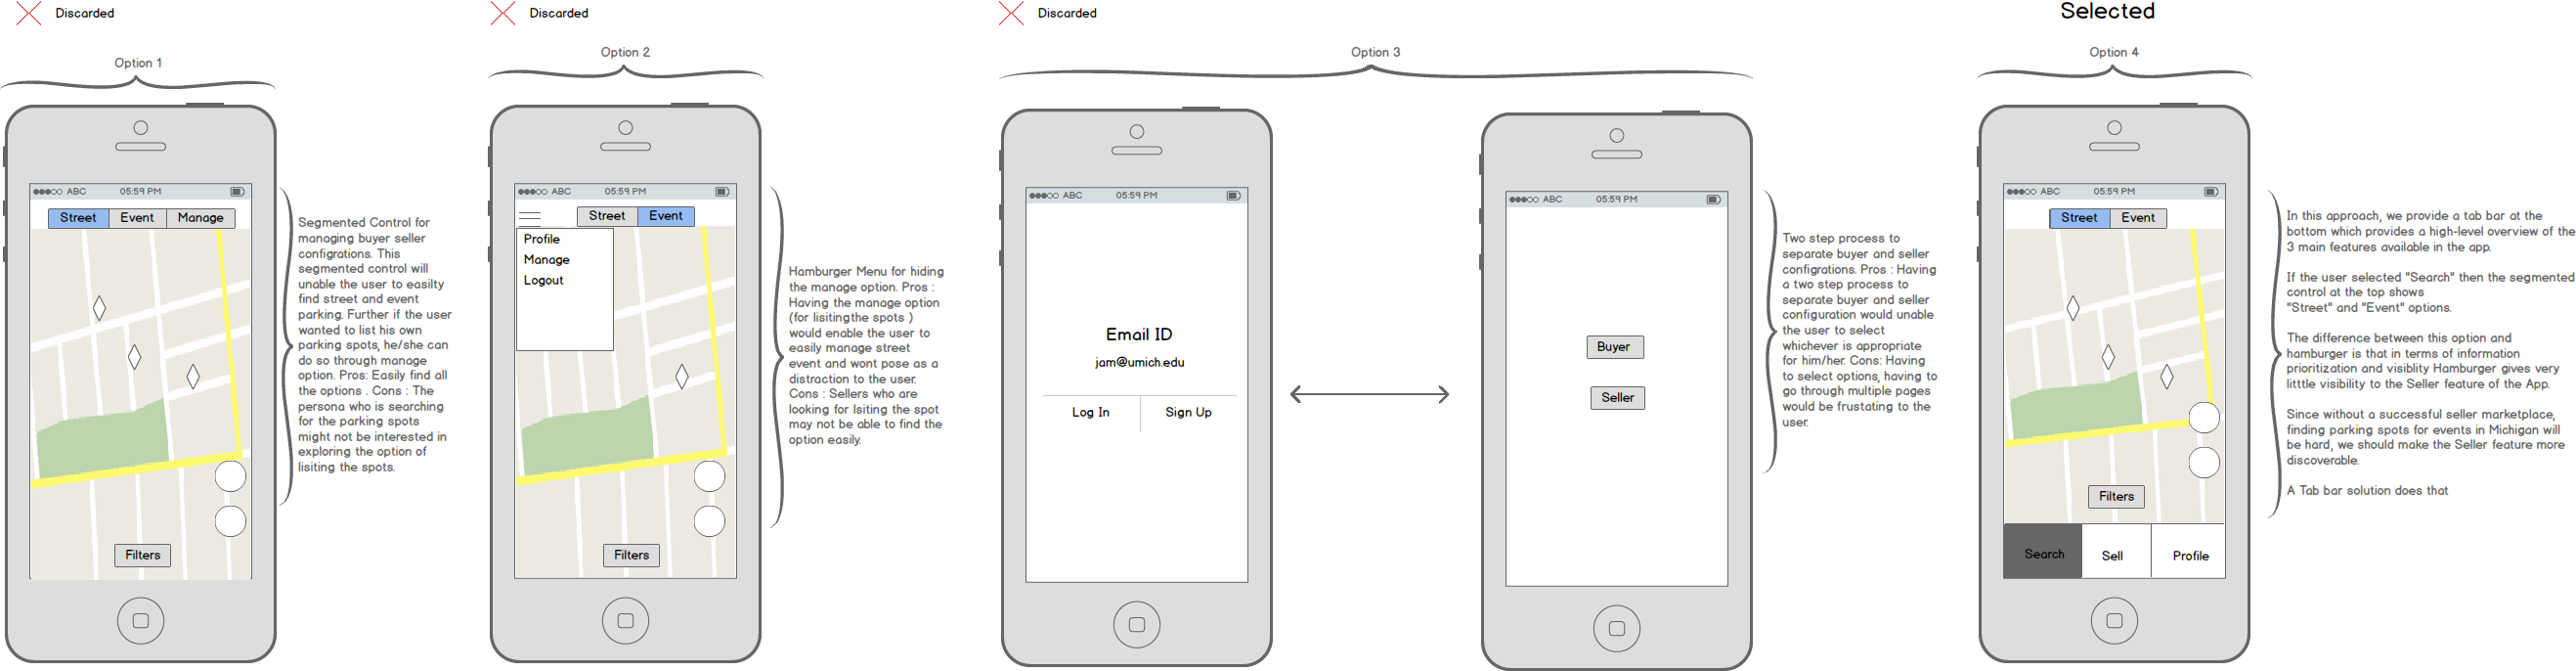 Discarded
Option 1
ABC 05:59 PM
Street Event Manage
Filters
Segmented Control for
managing buyer seller
configrations. This
segmented control will
unable the user to easilty
find street and event
parking. Further if the user
wanted to list his own
parking spots, he/she can
do so through manage
option. Pros: Easily find all
the options . Cons : The
persona who is searching
for the parking spots
might not be interested in
exploring the option of
lisiting the spots.
Discarded
Option 2
ABC 05:59 PM
Street Event
Profile
Manage
Logout
Filters
Hamburger Menu for hiding
the manage option. Pros :
Having the manage option
(for lisitingthe spots )
would enable the user to
easily manage street
event and wont pose as a
distraction to the user.
Cons : Sellers who are
looking for lsiting the spot
may not be able to find the
option easily.
Discarded
Option 3
ABC 05:59 PM
Email ID
jam@umich.edu
Log In Sign Up
ABC 05:59 PM
Buyer
Seller
Two step process to
separate buyer and seller
configrations. Pros : Having
a two step process to
separate buyer and seller
configuration would unable
the user to select
whichever is appropriate
for him/her. Cons: Having
to select options, having to
go through multiple pages
would be frustating to the
user.
Selected
Option 4
ABC 05:59 PM
Street Event
Filters
Search Sell Profile
In this approach, we provide a tab bar at the
bottom which provides a high-level overview of the
3 main features available in the app.
If the user selected "Search" then the segmented
control at the top shows
"Street" and "Event" options.
The difference between this option and
hamburger is that in terms of information
prioritization and visiblity Hamburger gives very
little visibility to the Seller feature of the App.
Since without a successful seller marketplace,
finding parking spots for events in Michigan will
be hard, we should make the Seller feature more
discoverable.
A Tab bar solution does that